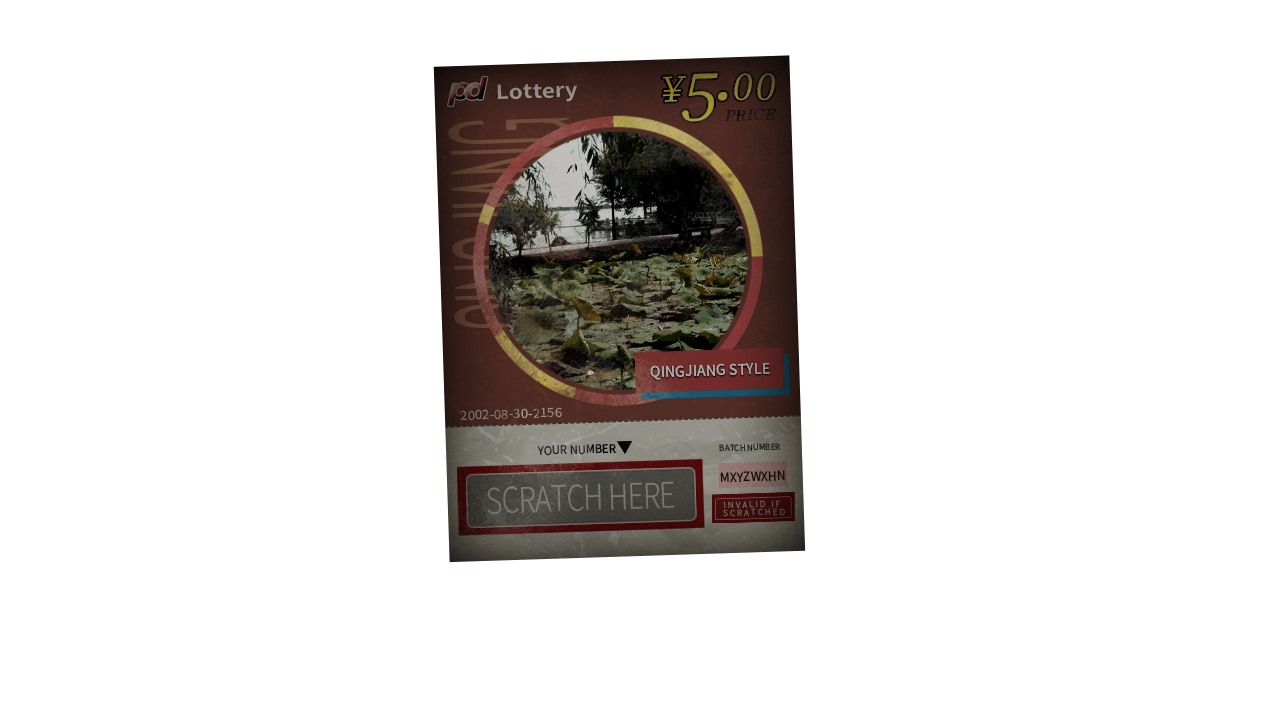 pd Lottery
¥5.00
PRICE
QINGJIANG
QINGJIANG STYLE
2002-08-30-2156
YOUR NUMBER▼
BATCH NUMBER
MXYZWXHN
SCRATCH HERE
INVALID IF
SCRATCHED